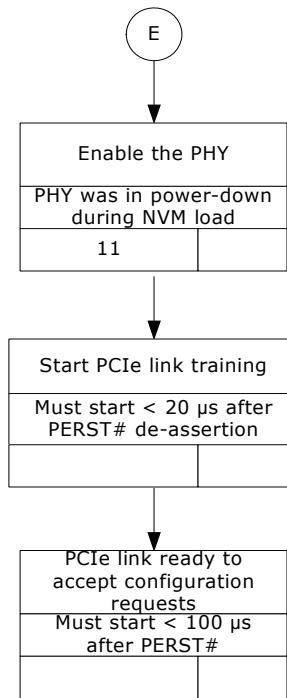 E
Enable the PHY
PHY was in power-down
during NVM load
11
Start PCIe link training
Must start < 20 µs after
PERST# de-assertion
PCIe link ready to
accept configuration
requests
Must start < 100 µs
after PERST#